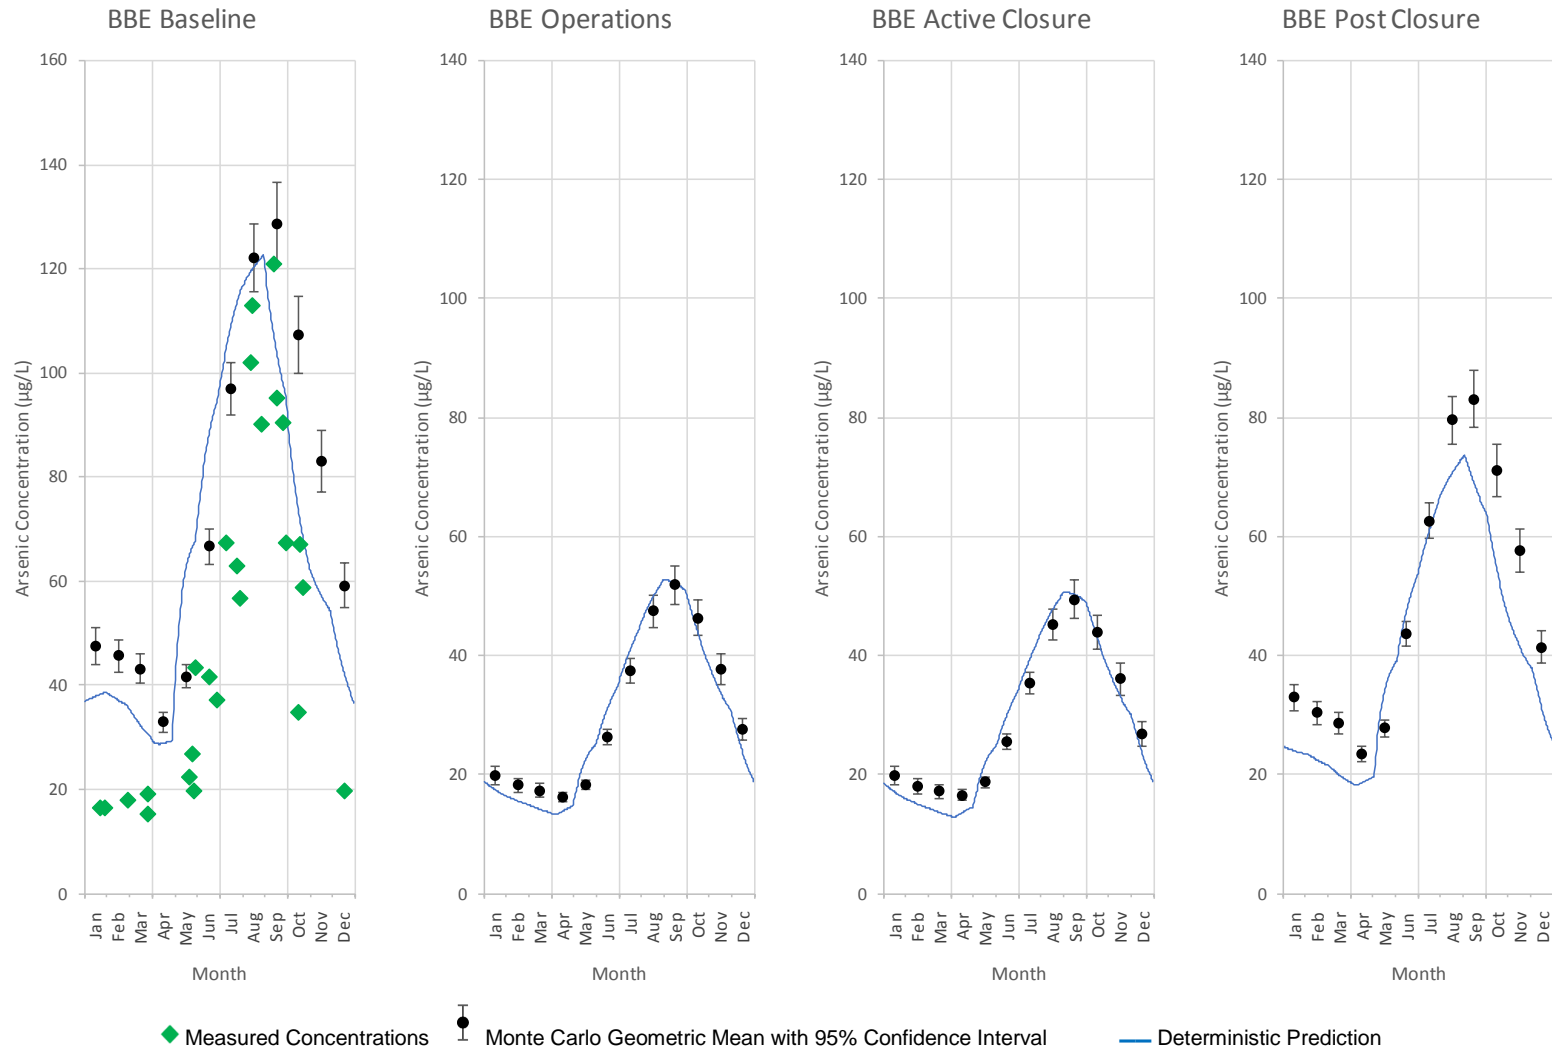 BBE Baseline
BBE Operations
BBE Active Closure
BBE Post Closure
160
140
120
100
80
60
40
20
0
Arsenic Concentration (µg/L)
Jan Feb Mar Apr May Jun Jul Aug Sep Oct Nov Dec
Month
140
120
100
80
60
40
20
0
Arsenic Concentration (µg/L)
Jan Feb Mar Apr May Jun Jul Aug Sep Oct Nov Dec
Month
140
120
100
80
60
40
20
0
Arsenic Concentration (µg/L)
Jan Feb Mar Apr May Jun Jul Aug Sep Oct Nov Dec
Month
140
120
100
80
60
40
20
0
Arsenic Concentration (µg/L)
Jan Feb Mar Apr May Jun Jul Aug Sep Oct Nov Dec
Month
Measured Concentrations
Monte Carlo Geometric Mean with 95% Confidence Interval
Deterministic Prediction